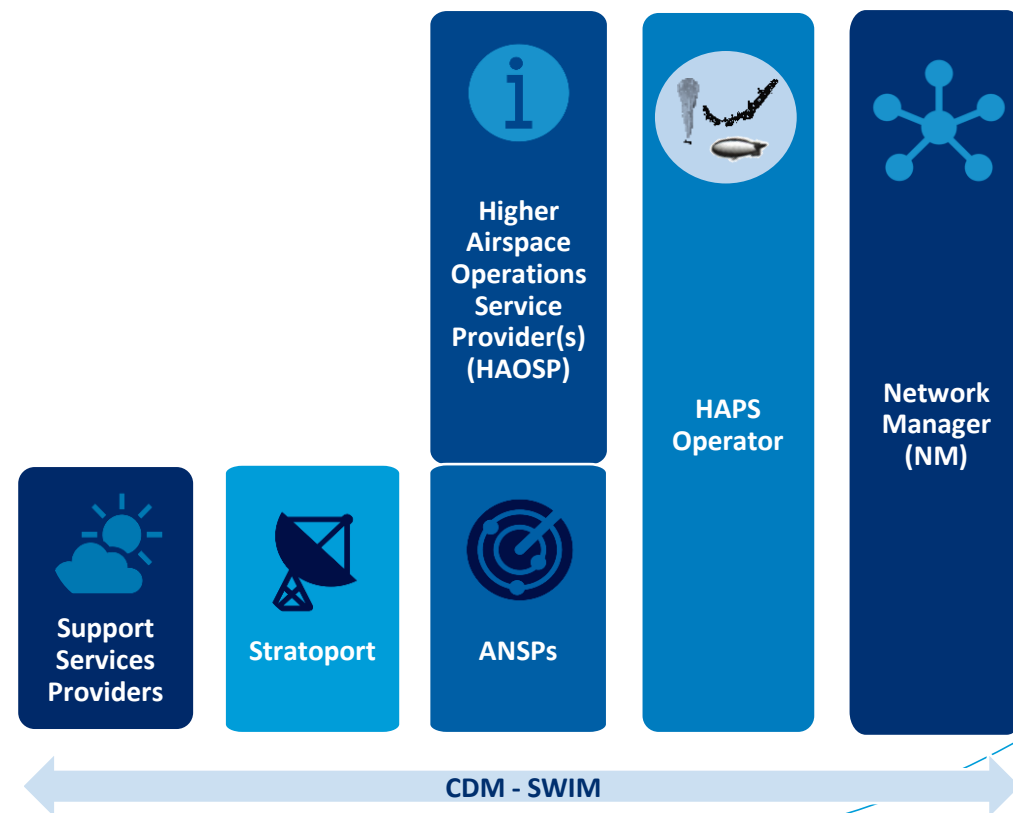 Higher
Airspace
Operations
Service
Provider(s)
(HAOSP)
HAPS
Operator
Network
Manager
(NM)
Support
Services
Providers
Stratoport
ANSPs
CDM - SWIM